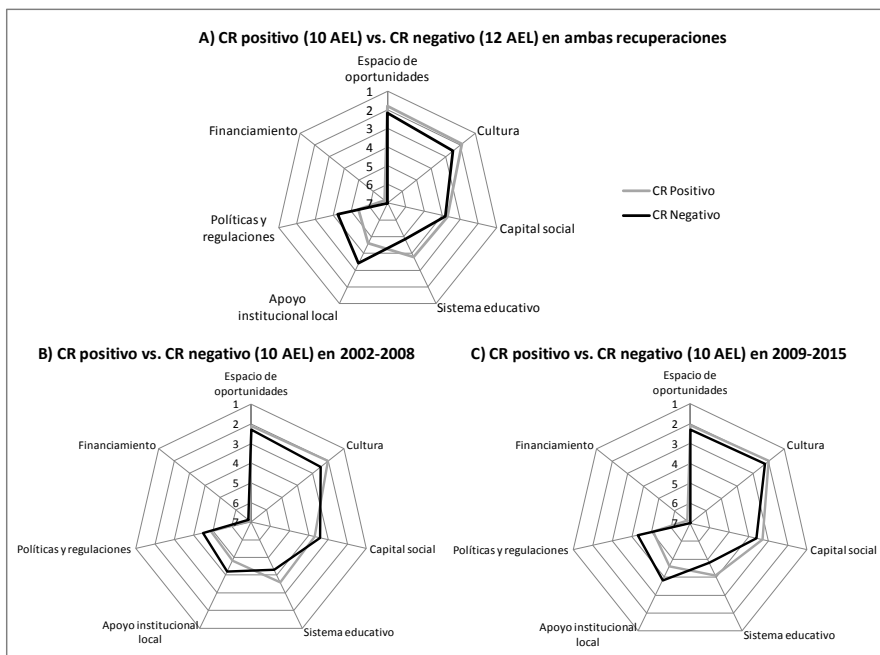 A) CR positivo (10 AEL) vs. CR negativo (12 AEL) en ambas recuperaciones
Espacio de
oportunidades
1
2
3
4
5
6
7
Financiamiento
Cultura
Políticas y
regulaciones
Capital social
Apoyo
institucional local
Sistema educativo
CR Positivo
CR Negativo
B) CR positivo vs. CR negativo (10 AEL) en 2002-2008
Espacio de
oportunidades
1
2
3
4
5
6
7
Financiamiento
Cultura
Políticas y regulaciones
Capital social
Apoyo institucional
local
Sistema educativo
C) CR positivo vs. CR negativo (10 AEL) en 2009-2015
Espacio de
oportunidades
1
2
3
4
5
6
7
Financiamiento
Cultura
Políticas y regulaciones
Capital social
Apoyo institucional
local
Sistema educativo